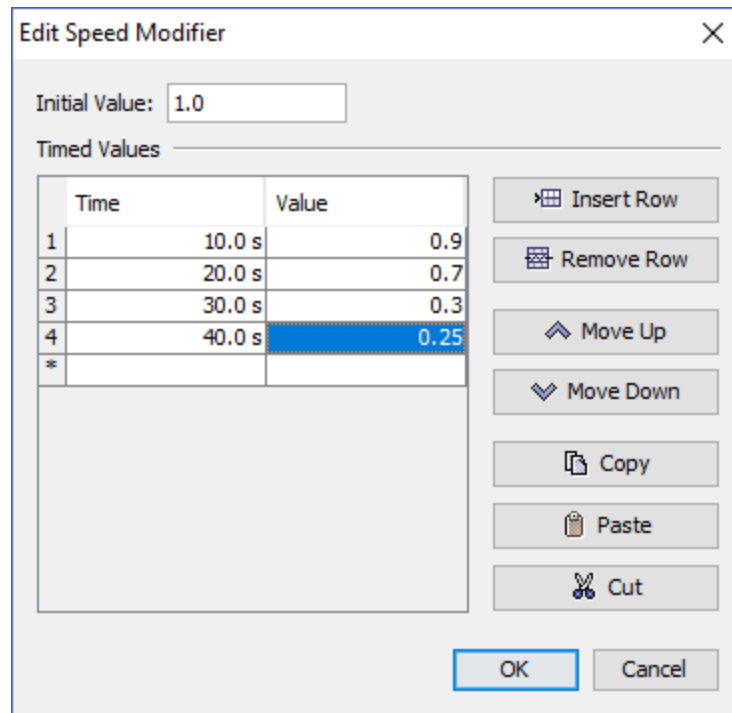 Edit Speed Modifier
Initial Value: 1.0
Timed Values
Time Value
1 10.0 s 0.9
2 20.0 s 0.7
3 30.0 s 0.3
4 40.0 s 0.25
*
Insert Row
Remove Row
Move Up
Move Down
Copy
Paste
Cut
OK Cancel